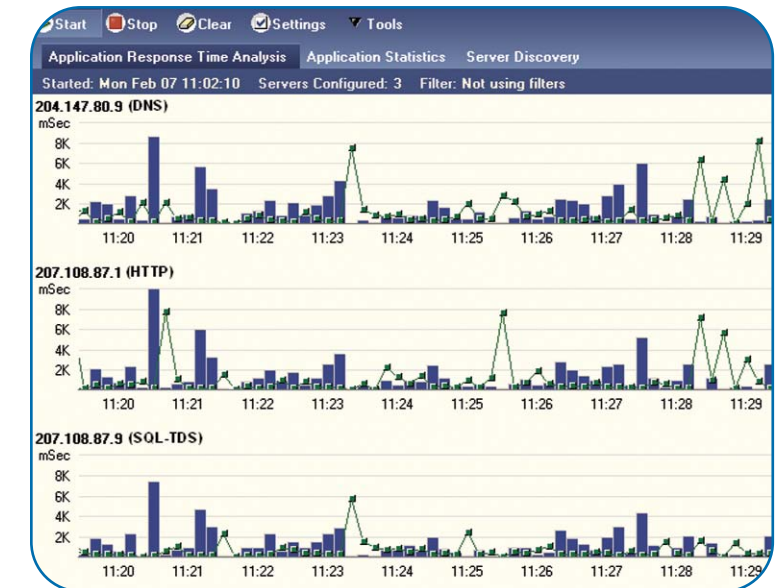 Start Stop Clear Settings Tools
Application Response Time Analysis Application Statistics Server Discovery
Started: Mon Feb 07 11:02:10 Servers Configured: 3 Filter: Not using filters
204.147.80.9 (DNS)
mSec
8K
6K
4K
2K
11:20 11:21 11:22 11:23 11:24 11:25 11:26 11:27 11:28 11:29
207.108.87.1 (HTTP)
mSec
8K
6K
4K
2K
11:20 11:21 11:22 11:23 11:24 11:25 11:26 11:27 11:28 11:29
207.108.87.9 (SQL-TDS)
mSec
8K
6K
4K
2K
11:20 11:21 11:22 11:23 11:24 11:25 11:26 11:27 11:28 11:29